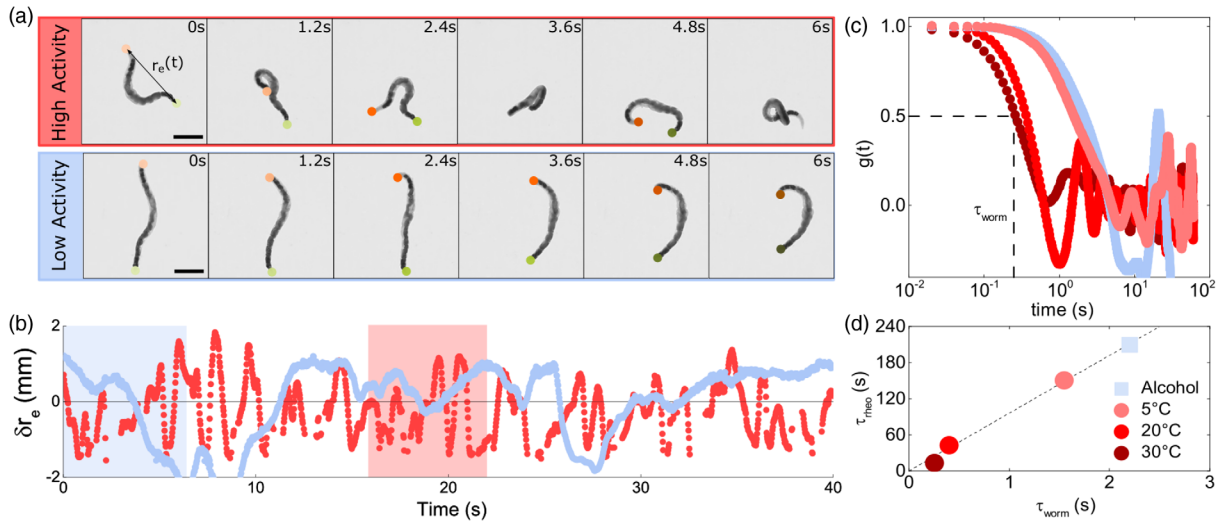 (a)
High Activity
0s
1.2s
2.4s
3.6s
4.8s
6s
r_e(t)
Low Activity
0s
1.2s
2.4s
3.6s
4.8s
6s
(b)
δr_e (mm)
2
0
-2
0
10
20
30
40
Time (s)
(c)
g(t)
1.0
0.5
0.0
τ_worm
10^-2
10^-1
10^0
10^1
10^2
time (s)
(d)
τ_rheo (s)
240
180
120
60
0
Alcohol
5°C
20°C
30°C
0
1
2
3
τ_worm (s)